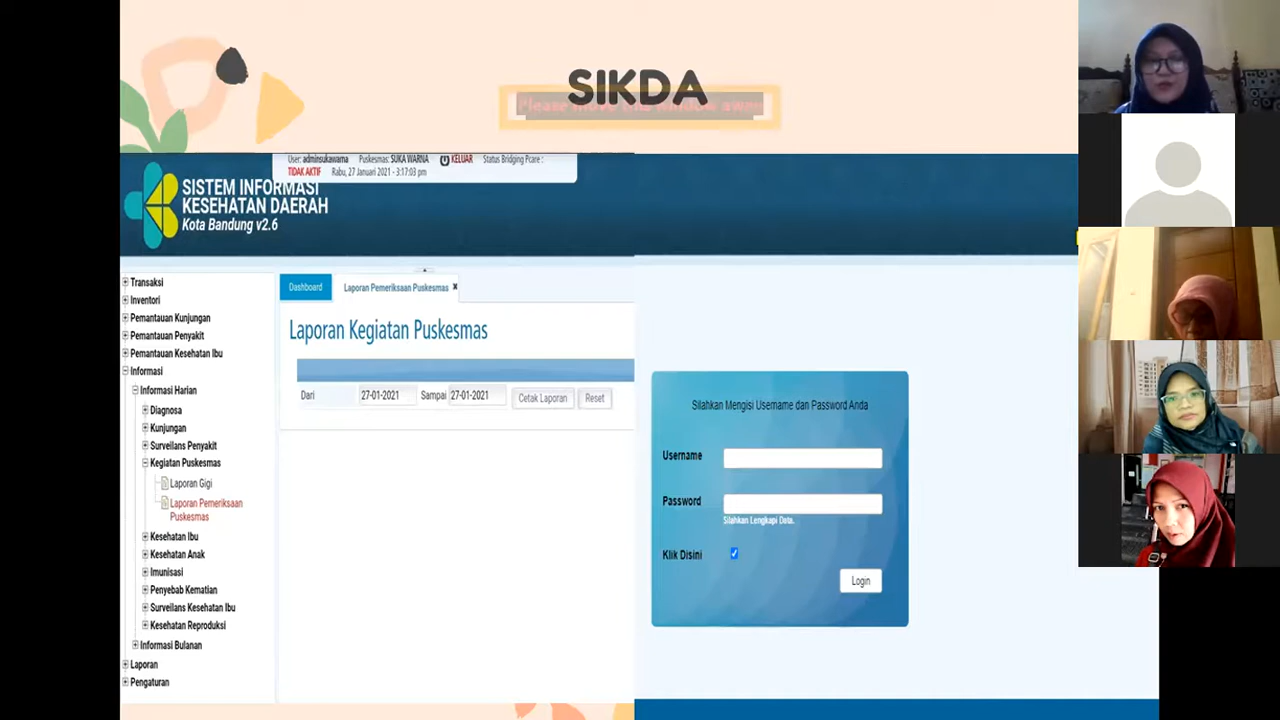 SIKDA
Please move this window away
User: adminsukawarna Puskesmas: SUKA WARNA KELUAR Status Bridging Pcare :
TIDAK AKTIF Rabu, 27 Januari 2021 - 3:17:03 pm
SISTEM INFORMASI
KESEHATAN DAERAH
Kota Bandung v2.6
Transaksi
Inventori
Pemantauan Kunjungan
Pemantauan Penyakit
Pemantauan Kesehatan Ibu
Informasi
Informasi Harian
Diagnosa
Kunjungan
Surveilans Penyakit
Kegiatan Puskesmas
Laporan Gigi
Laporan Pemeriksaan
Puskesmas
Kesehatan Ibu
Kesehatan Anak
Imunisasi
Penyebab Kematian
Surveilans Kesehatan Ibu
Kesehatan Reproduksi
Informasi Bulanan
Laporan
Pengaturan
Dashboard Laporan Pemeriksaan Puskesmas
Laporan Kegiatan Puskesmas
Dari 27-01-2021 Sampai 27-01-2021 Cetak Laporan Reset
Silahkan Mengisi Username dan Password Anda
Username
Password
Silahkan Lengkapi Data.
Klik Disini
Login